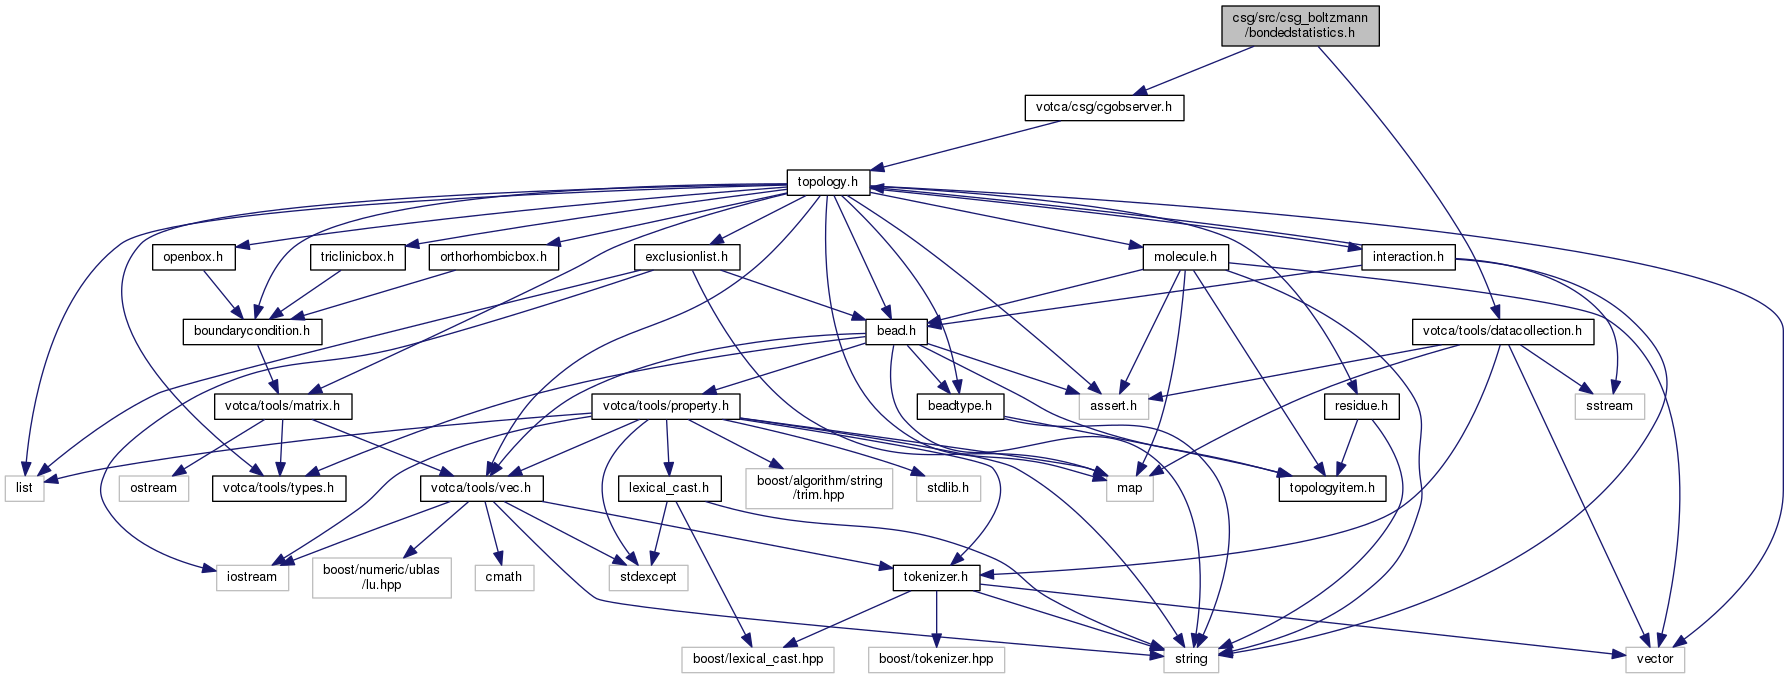 csg/src/csg_boltzmann
/bondedstatistics.h
votca/csg/cgobserver.h
topology.h
openbox.h
triclinicbox.h
orthorhombicbox.h
exclusionlist.h
molecule.h
interaction.h
boundarycondition.h
bead.h
votca/tools/datacollection.h
votca/tools/matrix.h
votca/tools/property.h
beadtype.h
assert.h
residue.h
sstream
list
ostream
votca/tools/types.h
votca/tools/vec.h
lexical_cast.h
boost/algorithm/string
/trim.hpp
stdlib.h
map
topologyitem.h
iostream
boost/numeric/ublas
/lu.hpp
cmath
stdexcept
tokenizer.h
boost/lexical_cast.hpp
boost/tokenizer.hpp
string
vector